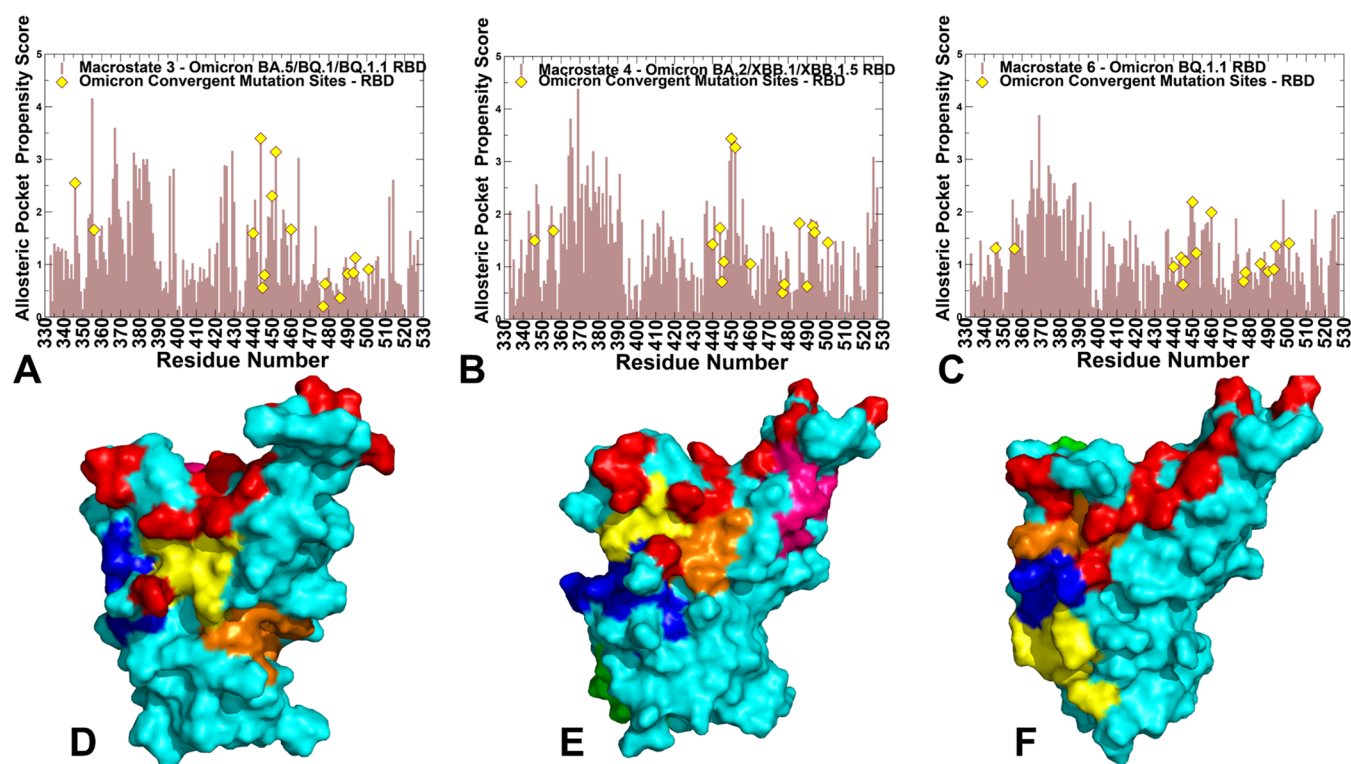 Allosteric Pocket Propensity Score
5
4
3
2
1
0
Macrostate 3 - Omicron BA.5/BQ.1/BQ.1.1 RBD
Omicron Convergent Mutation Sites - RBD
330 340 350 360 370 380 390 400 410 420 430 440 450 460 470 480 490 500 510 520 530
Residue Number
A
Allosteric Pocket Propensity Score
5
4
3
2
1
0
Macrostate 4 - Omicron BA.2/XBB.1/XBB.1.5 RBD
Omicron Convergent Mutation Sites - RBD
330 340 350 360 370 380 390 400 410 420 430 440 450 460 470 480 490 500 510 520 530
Residue Number
B
Allosteric Pocket Propensity Score
5
4
3
2
1
0
Macrostate 6 - Omicron BQ.1.1 RBD
Omicron Convergent Mutation Sites - RBD
330 340 350 360 370 380 390 400 410 420 430 440 450 460 470 480 490 500 510 520 530
Residue Number
C
D
E
F